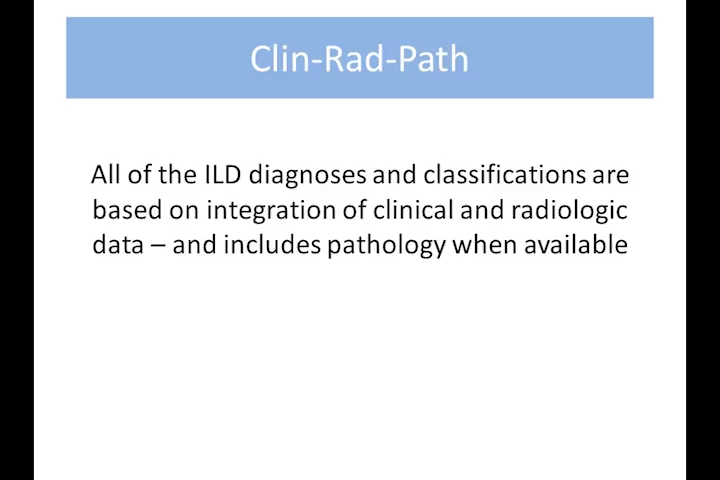 Clin-Rad-Path
All of the ILD diagnoses and classifications are
based on integration of clinical and radiologic
data – and includes pathology when available